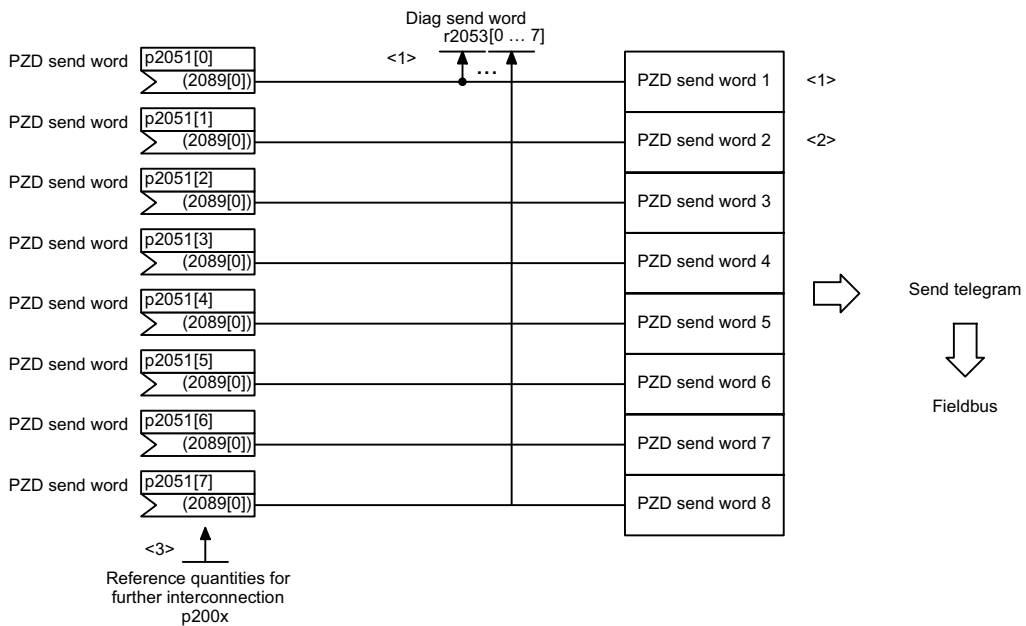 Diag send word
r2053[0 … 7]
<1>
...
PZD send word
p2051[0]
(2089[0])
PZD send word 1
<1>
PZD send word
p2051[1]
(2089[0])
PZD send word 2
<2>
PZD send word
p2051[2]
(2089[0])
PZD send word 3
PZD send word
p2051[3]
(2089[0])
PZD send word 4
PZD send word
p2051[4]
(2089[0])
PZD send word 5
PZD send word
p2051[5]
(2089[0])
PZD send word 6
PZD send word
p2051[6]
(2089[0])
PZD send word 7
PZD send word
p2051[7]
(2089[0])
PZD send word 8
Send telegram
Fieldbus
<3>
Reference quantities for
further interconnection
p200x